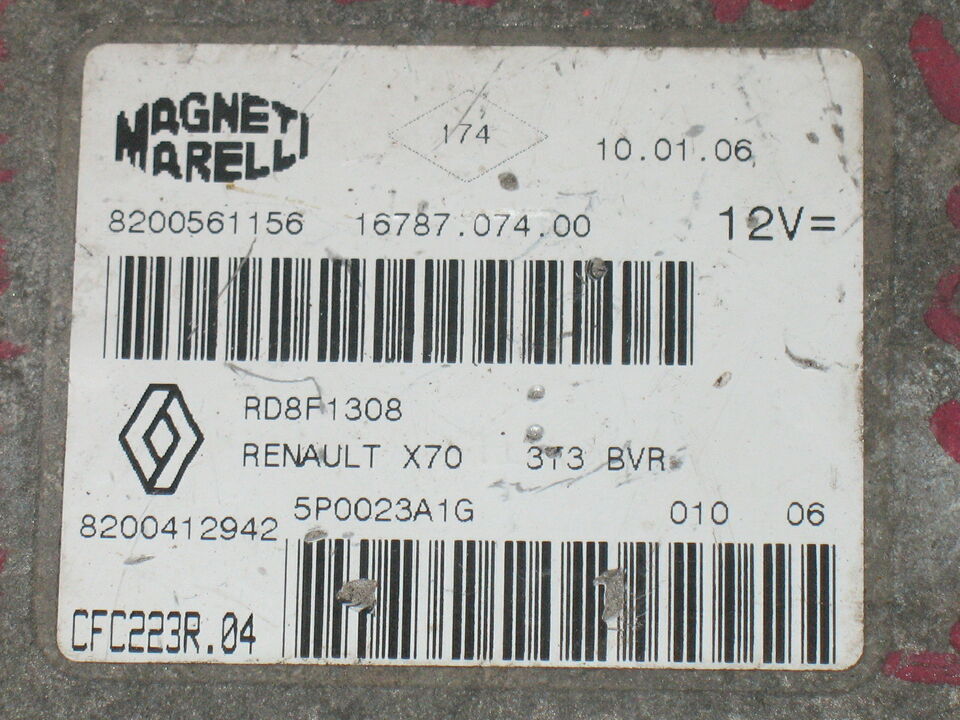 MAGNETI
MARELLI
174
10.01.06
8200561156 16787.074.00 12V=
RD8F1308
RENAULT X70 3T3 BVR
5P0023A1G 010 06
8200412942
CFC223R.04